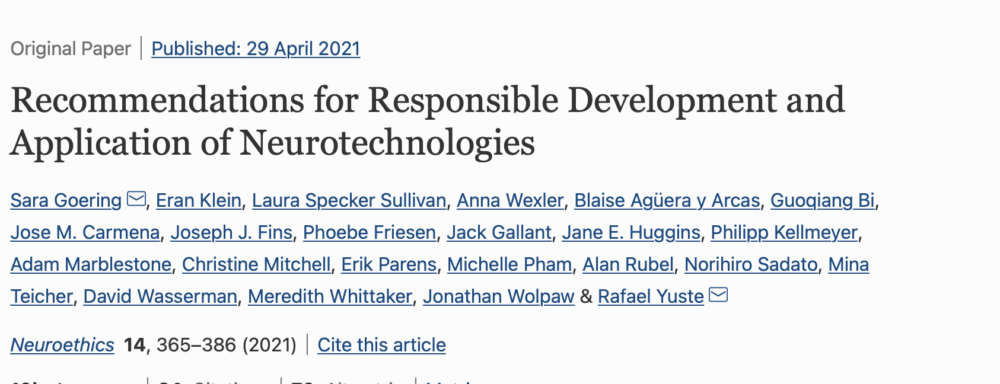 Original Paper | Published: 29 April 2021
Recommendations for Responsible Development and
Application of Neurotechnologies
Sara Goering, Eran Klein, Laura Specker Sullivan, Anna Wexler, Blaise Agüera y Arcas, Guoqiang Bi,
Jose M. Carmena, Joseph J. Fins, Phoebe Friesen, Jack Gallant, Jane E. Huggins, Philipp Kellmeyer,
Adam Marblestone, Christine Mitchell, Erik Parens, Michelle Pham, Alan Rubel, Norihiro Sadato, Mina
Teicher, David Wasserman, Meredith Whittaker, Jonathan Wolpaw & Rafael Yuste
Neuroethics 14, 365–386 (2021) | Cite this article